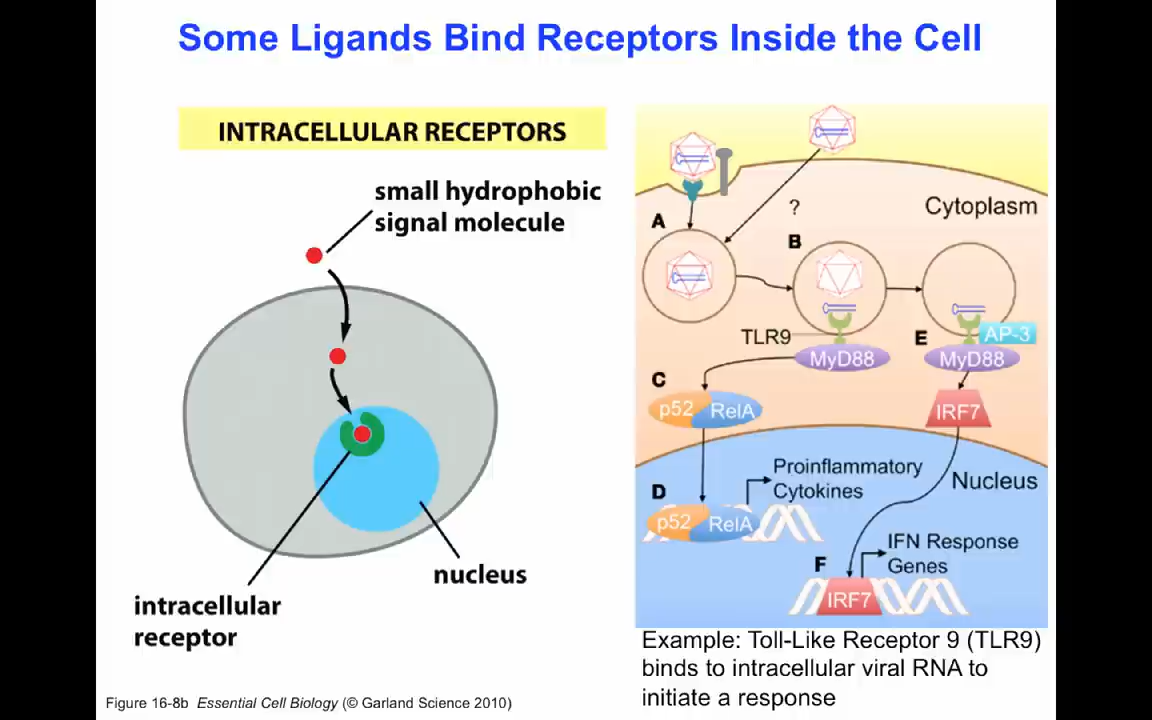 Some Ligands Bind Receptors Inside the Cell
INTRACELLULAR RECEPTORS
small hydrophobic
signal molecule
nucleus
intracellular
receptor
Figure 16-8b Essential Cell Biology (© Garland Science 2010)
Cytoplasm
?
A
B
TLR9
MyD88
E
AP-3
MyD88
C
p52 RelA
IRF7
Proinflammatory
Cytokines
Nucleus
D
p52 RelA
IFN Response
Genes
F
IRF7
Example: Toll-Like Receptor 9 (TLR9)
binds to intracellular viral RNA to
initiate a response